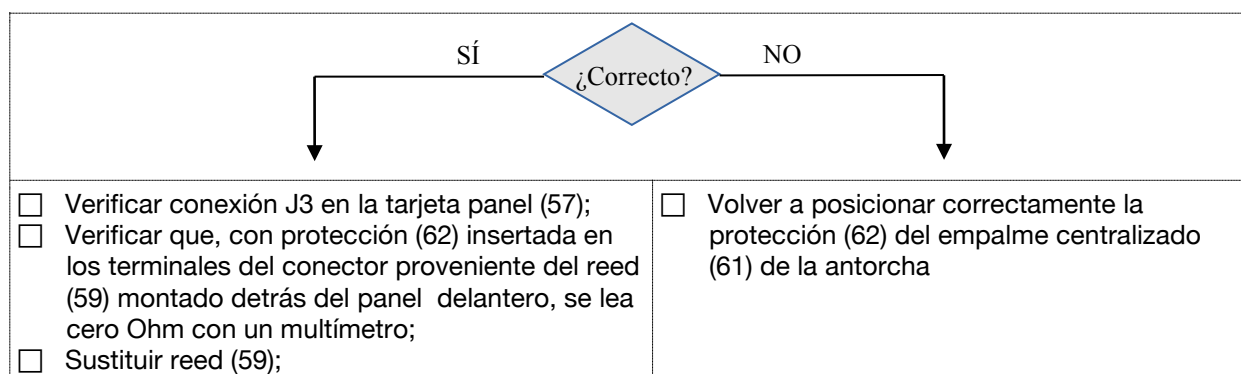 SÍ
¿Correcto?
NO
☐ Verificar conexión J3 en la tarjeta panel (57);
☐ Verificar que, con protección (62) insertada en
los terminales del conector proveniente del reed
(59) montado detrás del panel delantero, se lea
cero Ohm con un multímetro;
☐ Sustituir reed (59);
☐ Volver a posicionar correctamente la
protección (62) del empalme centralizado
(61) de la antorcha